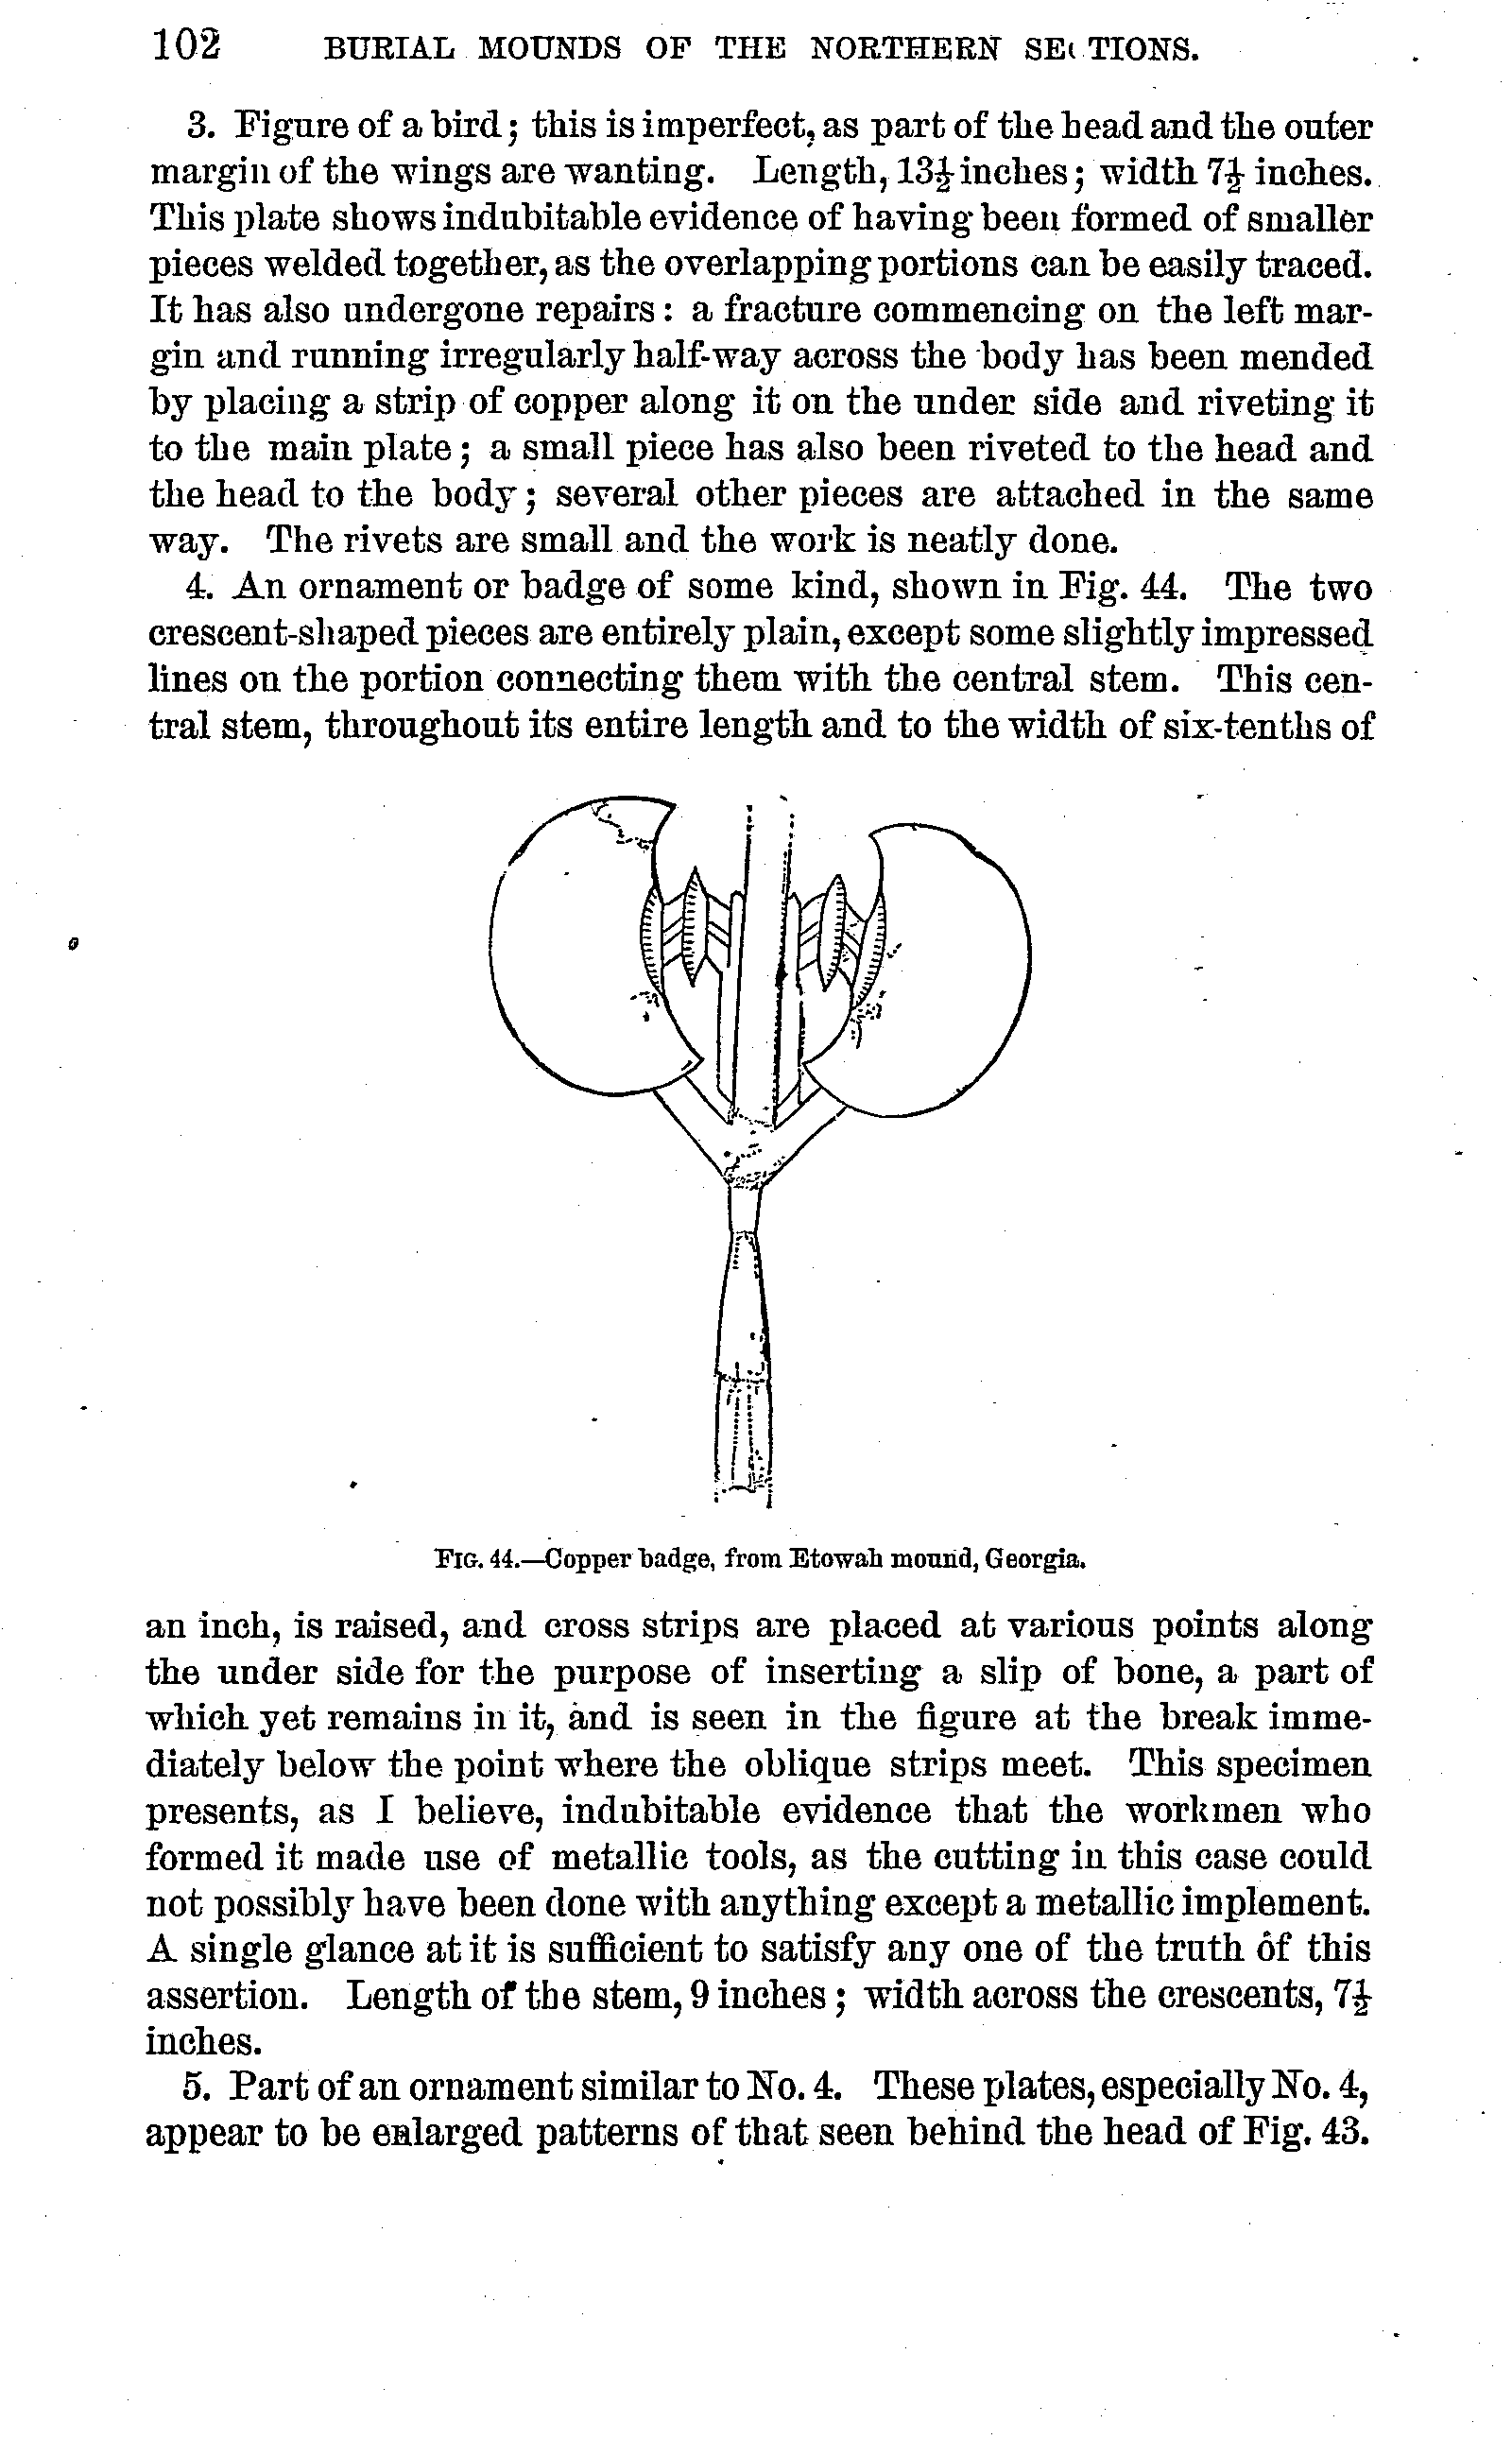 102 BURIAL MOUNDS OF THE NORTHERN SECTIONS.
3. Figure of a bird; this is imperfect, as part of the head and the outer
margin of the wings are wanting. Length, 13½ inches; width 7½ inches.
This plate shows indubitable evidence of having been formed of smaller
pieces welded together, as the overlapping portions can be easily traced.
It has also undergone repairs: a fracture commencing on the left mar-
gin and running irregularly half-way across the body has been mended
by placing a strip of copper along it on the under side and riveting it
to the main plate; a small piece has also been riveted to the head and
the head to the body; several other pieces are attached in the same
way. The rivets are small and the work is neatly done.
4. An ornament or badge of some kind, shown in Fig. 44. The two
crescent-shaped pieces are entirely plain, except some slightly impressed
lines on the portion connecting them with the central stem. This cen-
tral stem, throughout its entire length and to the width of six-tenths of
FIG. 44.—Copper badge, from Etowah mound, Georgia.
an inch, is raised, and cross strips are placed at various points along
the under side for the purpose of inserting a slip of bone, a part of
which yet remains in it, and is seen in the figure at the break imme-
diately below the point where the oblique strips meet. This specimen
presents, as I believe, indubitable evidence that the workmen who
formed it made use of metallic tools, as the cutting in this case could
not possibly have been done with anything except a metallic implement.
A single glance at it is sufficient to satisfy any one of the truth of this
assertion. Length of the stem, 9 inches; width across the crescents, 7½
inches.
5. Part of an ornament similar to No. 4. These plates, especially No. 4,
appear to be enlarged patterns of that seen behind the head of Fig. 43.